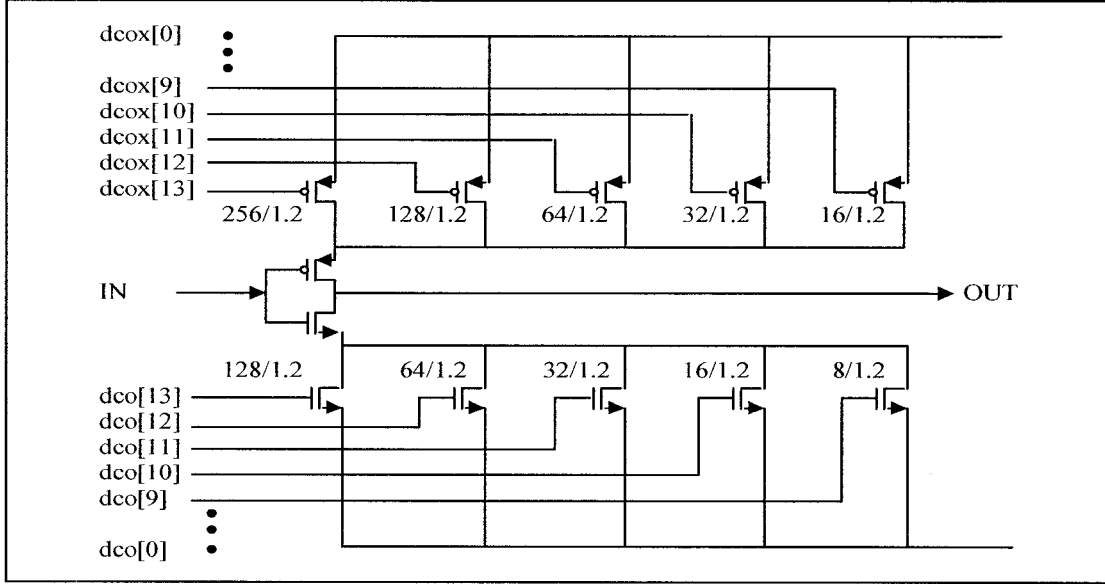 dcox[0]
dcox[9]
dcox[10]
dcox[11]
dcox[12]
dcox[13]
256/1.2 128/1.2 64/1.2 32/1.2 16/1.2
IN OUT
128/1.2 64/1.2 32/1.2 16/1.2 8/1.2
dco[13]
dco[12]
dco[11]
dco[10]
dco[9]
dco[0]